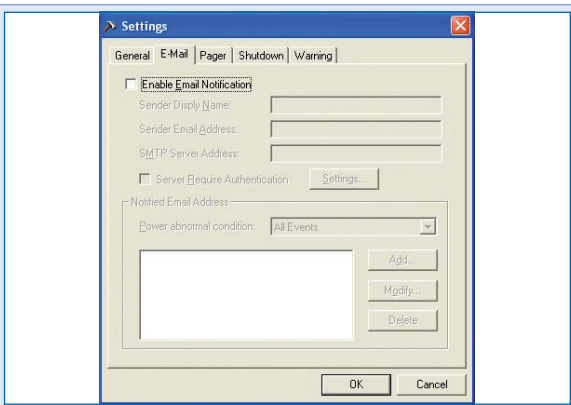 Settings
General E-Mail Pager Shutdown Warning
Enable Email Notification
Sender Disply Name:
Sender Email Address:
SMTP Server Address:
Server Require Authentication Settings...
Notified Email Address
Power abnormal condition: All Events
Add...
Modify...
Delete
OK Cancel